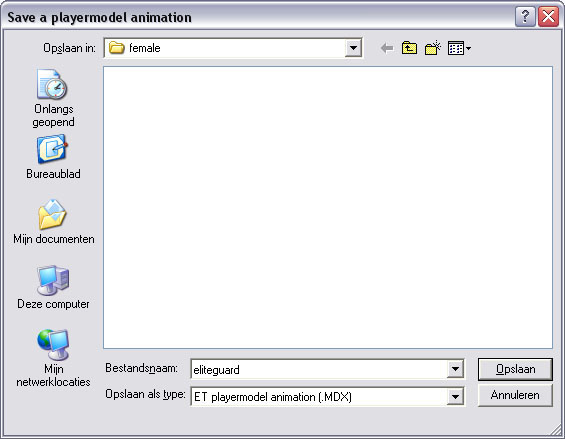 Save a playermodel animation
Opslaan in:
female
Onlangs
geopend
Bureaublad
Mijn documenten
Deze computer
Mijn
netwerklocaties
Bestandsnaam:
eliteguard
Opslaan
Opslaan als type:
ET playermodel animation (.MDX)
Annuleren